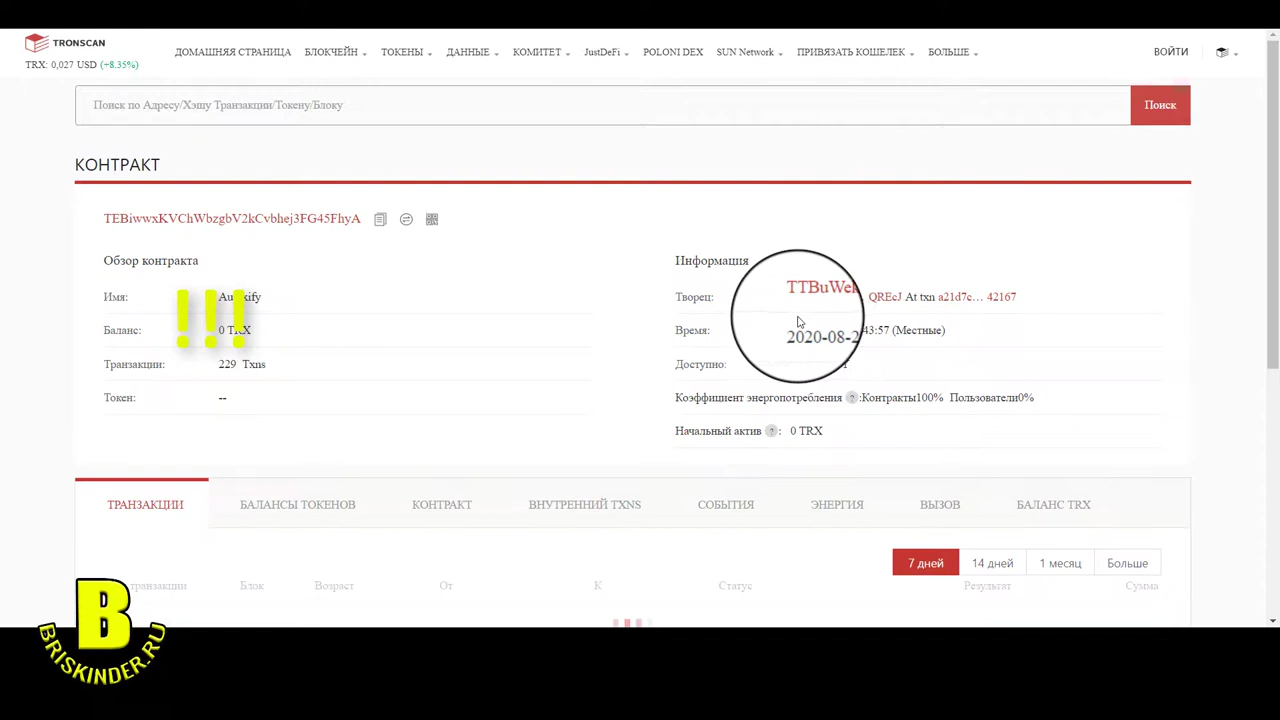 TRONSCAN
TRX: 0,027 USD (+8.35%)
ДОМАШНЯЯ СТРАНИЦА БЛОКЧЕЙН ТОКЕНЫ ДАННЫЕ КОМИТЕТ JustDeFi POLONI DEX SUN Network ПРИВЯЗАТЬ КОШЕЛЕК БОЛЬШЕ ВОЙТИ
Поиск по Адресу/Хэшу Транзакции/Токену/Блоку
Поиск
КОНТРАКТ
TEBiwwxKVChWbzgbV2kCvbhej3FG45FhyA
Обзор контракта
Имя:
Баланс: 0 TRX
Транзакции: 229 Txns
Токен: --
!!!
Информация
Творец: TTBuWek QREcJ At txn a21d7c... 42167
Время: 2020-08-2 43:57 (Местные)
Доступно:
Коэффициент энергопотребления ? :Контракты100% Пользователи0%
Начальный актив ? : 0 TRX
ТРАНЗАКЦИИ БАЛАНСЫ ТОКЕНОВ КОНТРАКТ ВНУТРЕННИЙ TXNS СОБЫТИЯ ЭНЕРГИЯ ВЫЗОВ БАЛАНС TRX
7 дней 14 дней 1 месяц Больше
транзакции Блок Возраст От К Статус Результат Сумма
B
BRISKINDER.RU